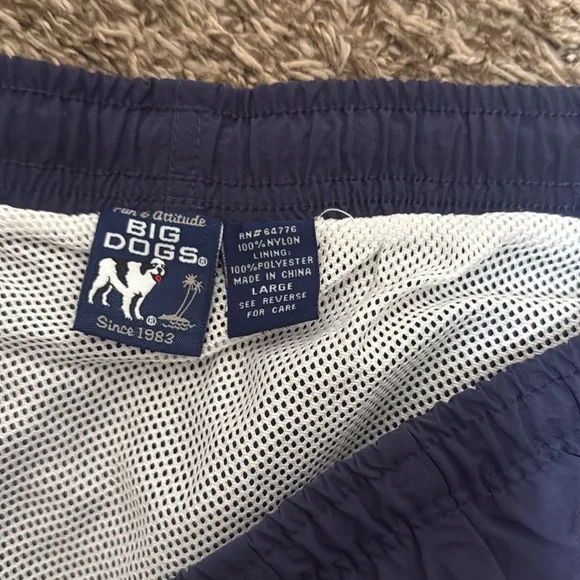 Fun & Attitude
BIG
DOGS®
®
Since 1983
RN# 64776
100% NYLON
LINING:
100% POLYESTER
MADE IN CHINA
LARGE
SEE REVERSE
FOR CARE